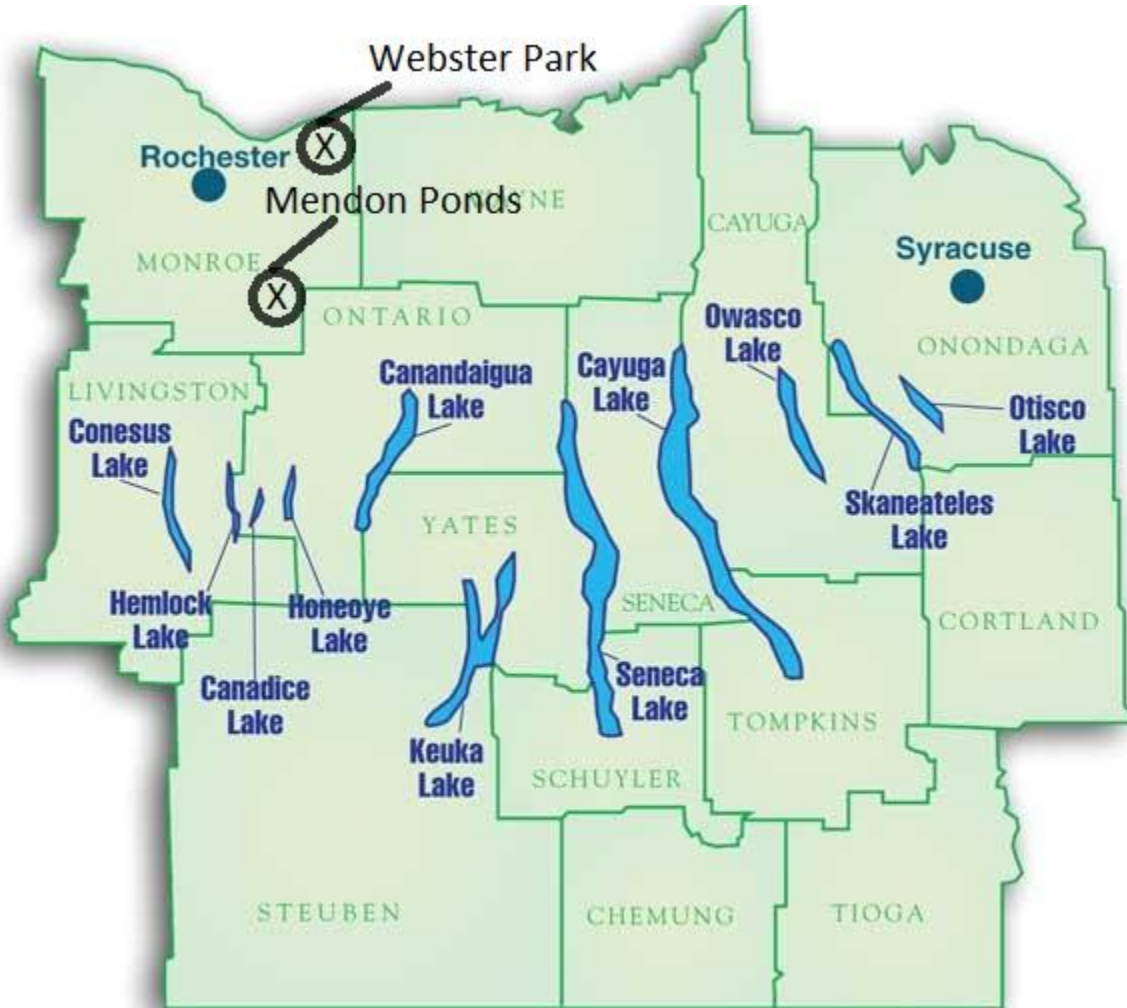 Webster Park
X
Rochester
Mendon Ponds
WAYNE
CAYUGA
Syracuse
MONROE
X
ONTARIO
Owasco
Lake
ONONDAGA
LIVINGSTON
Canandaigua
Lake
Cayuga
Lake
Otisco
Lake
Conesus
Lake
Skaneateles
Lake
YATES
Hemlock
Lake
Honeoye
Lake
SENECA
CORTLAND
Canadice
Lake
Seneca
Lake
TOMPKINS
Keuka
Lake
SCHUYLER
STEUBEN
CHEMUNG
TIOGA